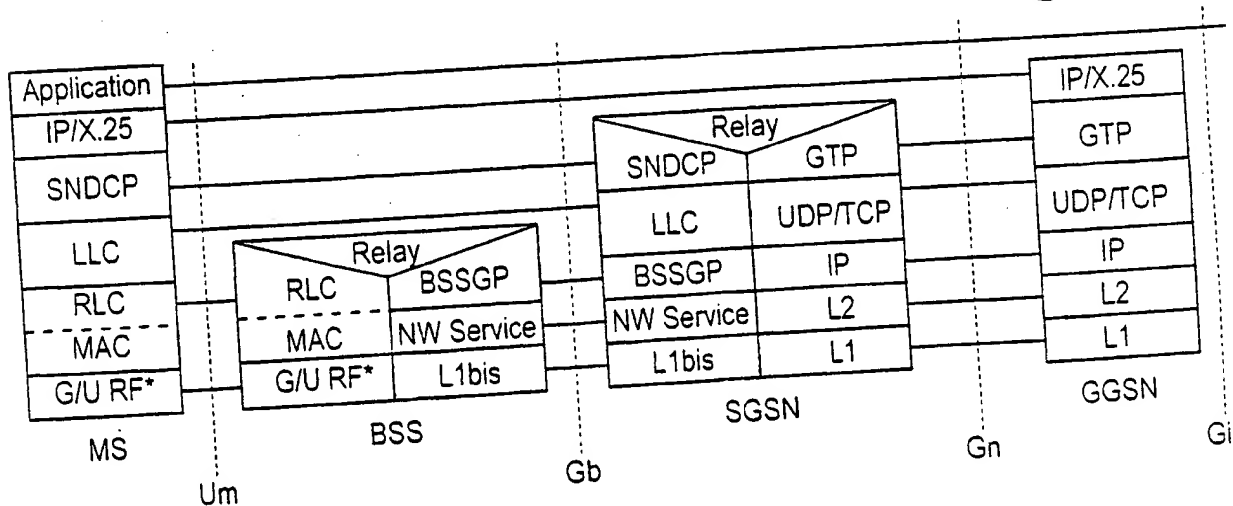 Application
IP/X.25
SNDCP
LLC
RLC
MAC
G/U RF*
MS
Um
Relay
RLC
BSSGP
MAC
NW Service
G/U RF*
L1bis
BSS
Gb
Relay
SNDCP
GTP
LLC
UDP/TCP
BSSGP
IP
NW Service
L2
L1bis
L1
SGSN
Gn
IP/X.25
GTP
UDP/TCP
IP
L2
L1
GGSN
Gi